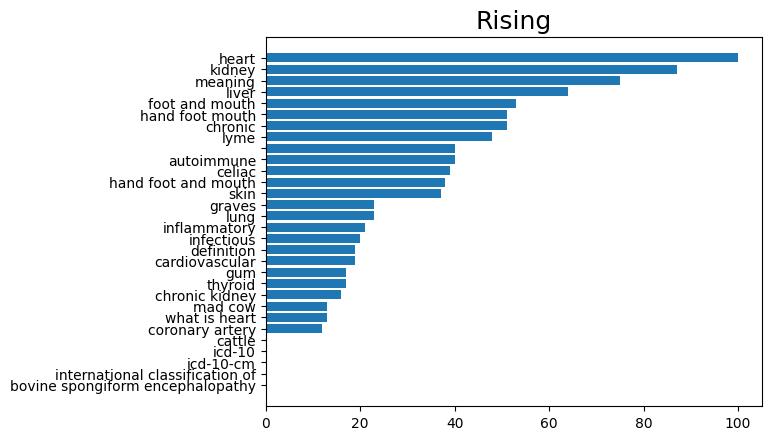 Rising
heart
kidney
meaning
liver
foot and mouth
hand foot mouth
chronic
lyme
autoimmune
celiac
hand foot and mouth
skin
graves
lung
inflammatory
infectious
definition
cardiovascular
gum
thyroid
chronic kidney
mad cow
what is heart
coronary artery
cattle
icd-10
icd-10-cm
international classification of
bovine spongiform encephalopathy
0 20 40 60 80 100